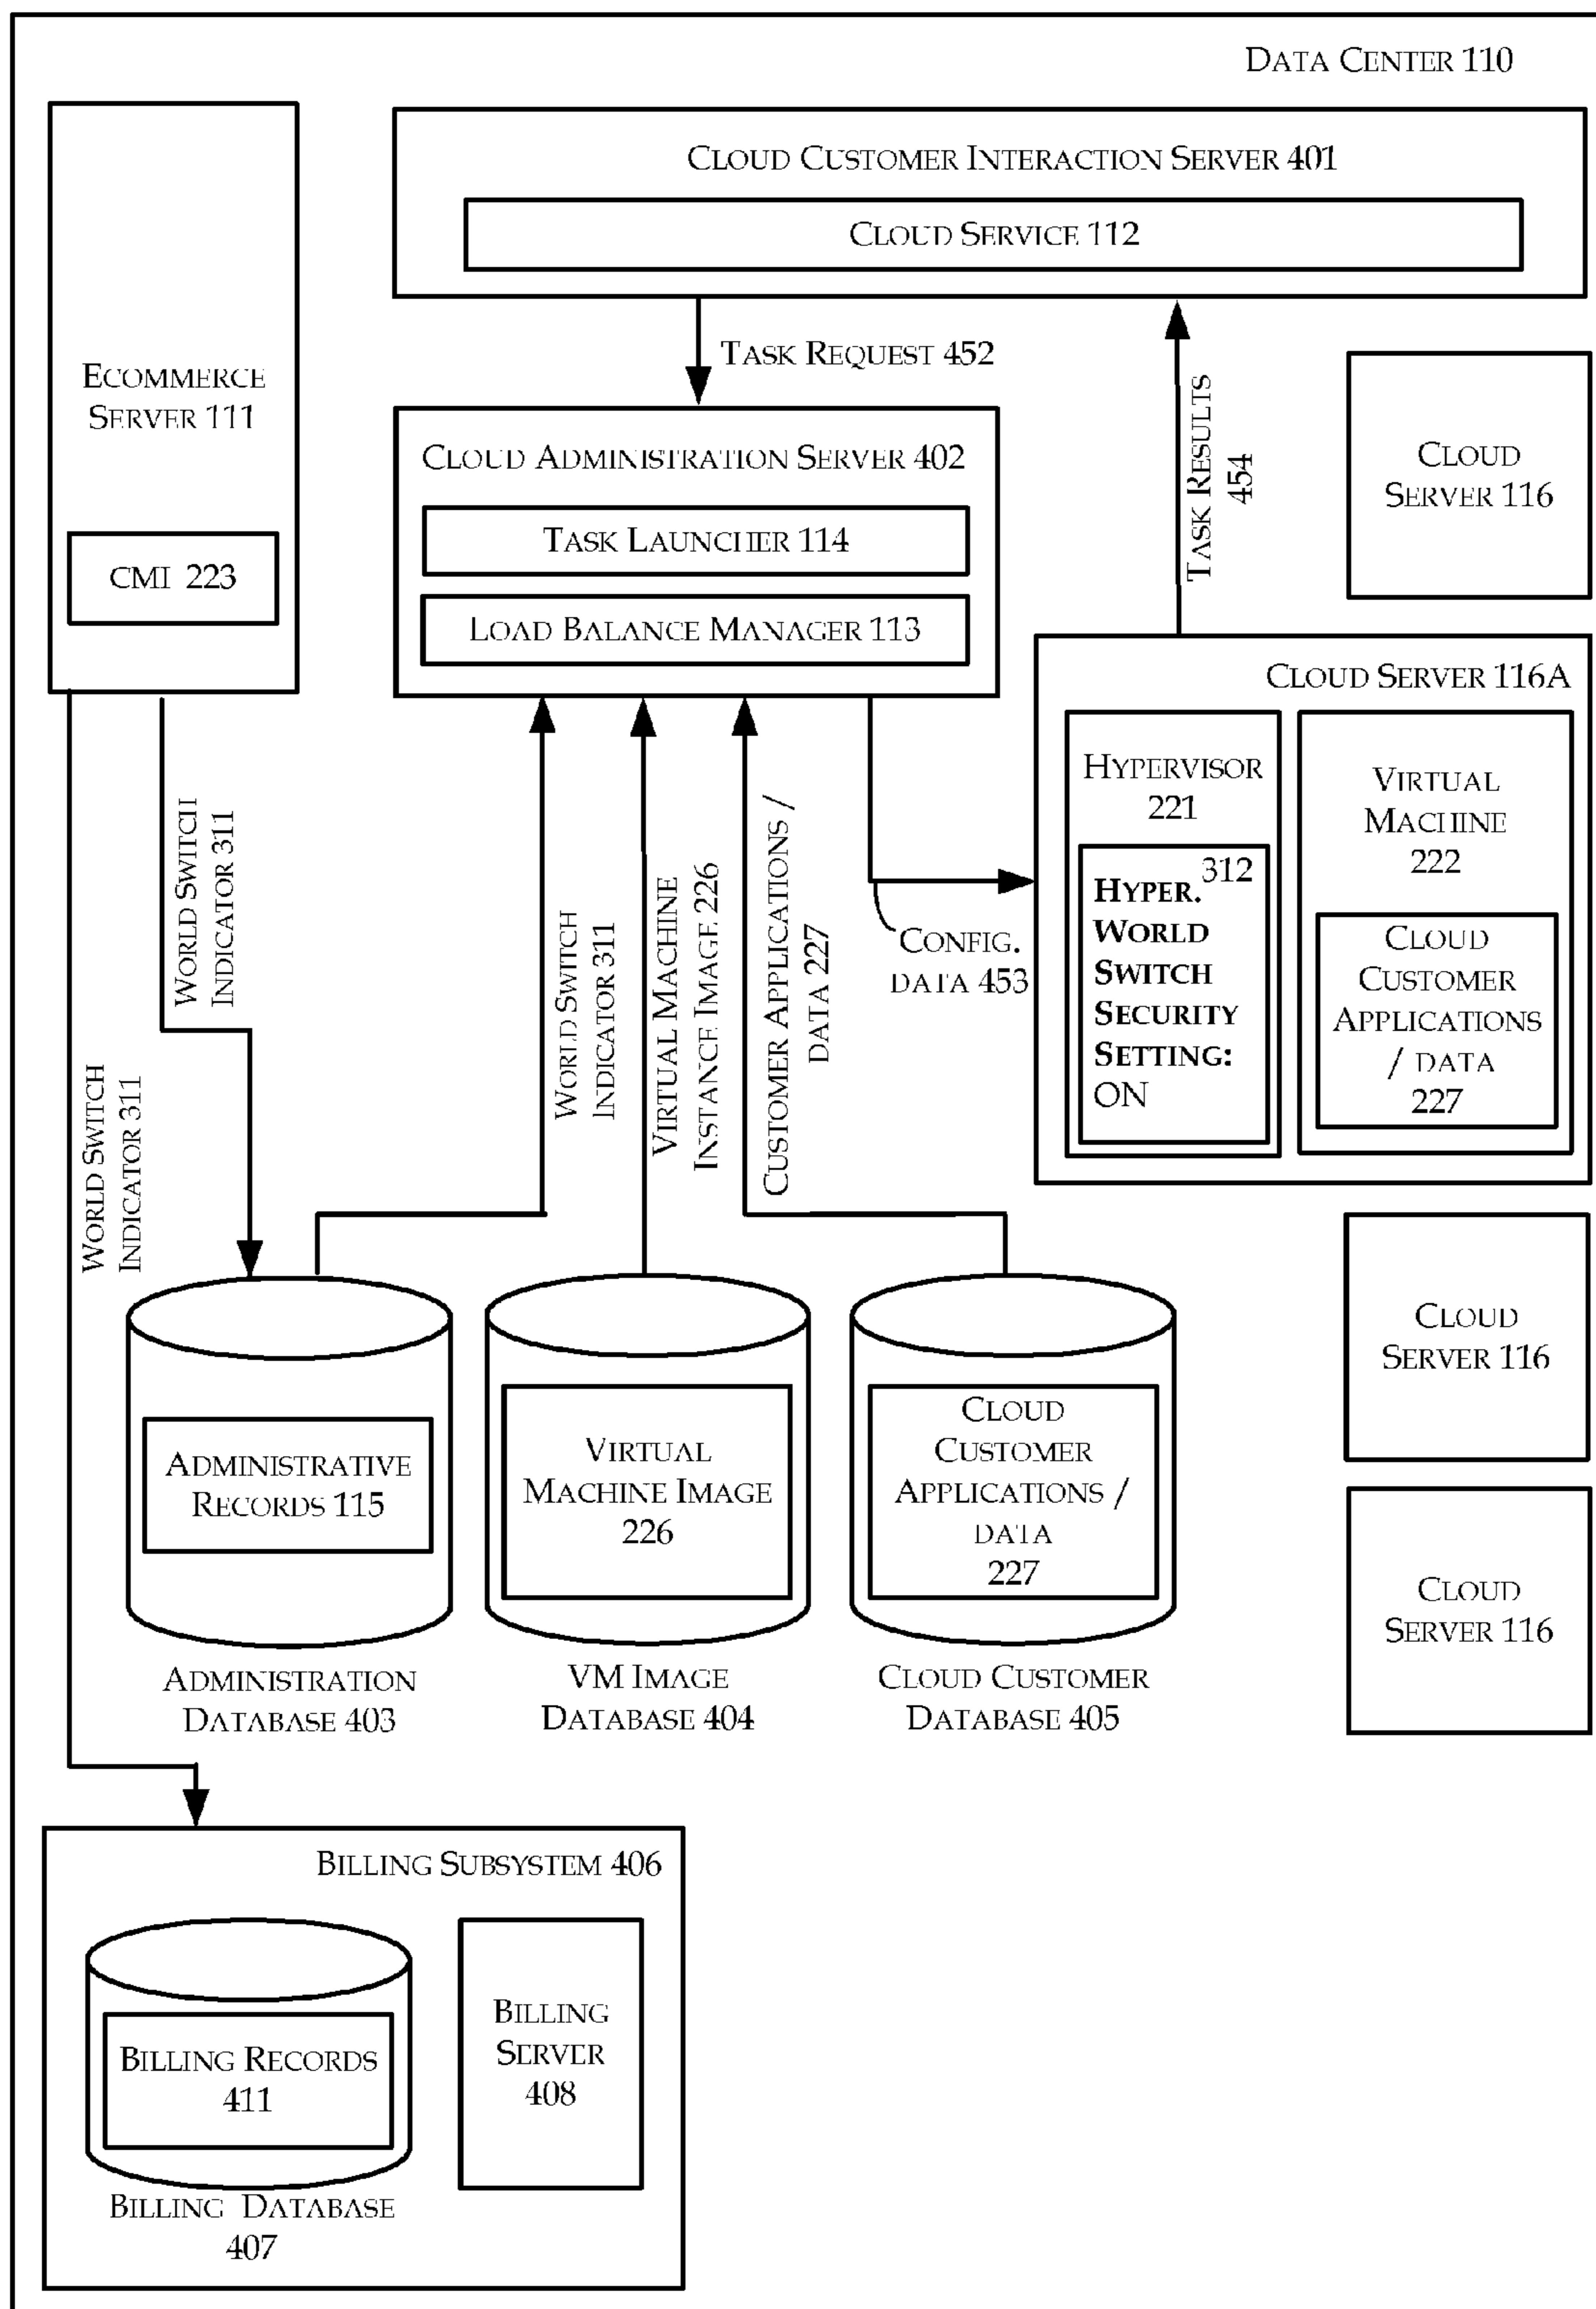 DATA CENTER 110
CLOUD CUSTOMER INTERACTION SERVER 401
CLOUD SERVICE 112
ECOMMERCE
SERVER 111
CMI 223
TASK REQUEST 452
CLOUD ADMINISTRATION SERVER 402
TASK LAUNCHER 114
LOAD BALANCE MANAGER 113
TASK RESULTS
454
CLOUD
SERVER 116
CLOUD SERVER 116A
HYPERVISOR
221
312
HYPER.
WORLD
SWITCH
SECURITY
SETTING:
ON
VIRTUAL
MACHINE
222
CLOUD
CUSTOMER
APPLICATIONS
/ DATA
227
WORLD SWITCH
INDICATOR 311
WORLD SWITCH
INDICATOR 311
WORLD SWITCH
INDICATOR 311
VIRTUAL MACHINE
INSTANCE IMAGE 226
CUSTOMER APPLICATIONS /
DATA 227
CONFIG.
DATA 453
ADMINISTRATIVE
RECORDS 115
ADMINISTRATION
DATABASE 403
VIRTUAL
MACHINE IMAGE
226
VM IMAGE
DATABASE 404
CLOUD
CUSTOMER
APPLICATIONS /
DATA
227
CLOUD CUSTOMER
DATABASE 405
CLOUD
SERVER 116
CLOUD
SERVER 116
BILLING SUBSYSTEM 406
BILLING RECORDS
411
BILLING DATABASE
407
BILLING
SERVER
408